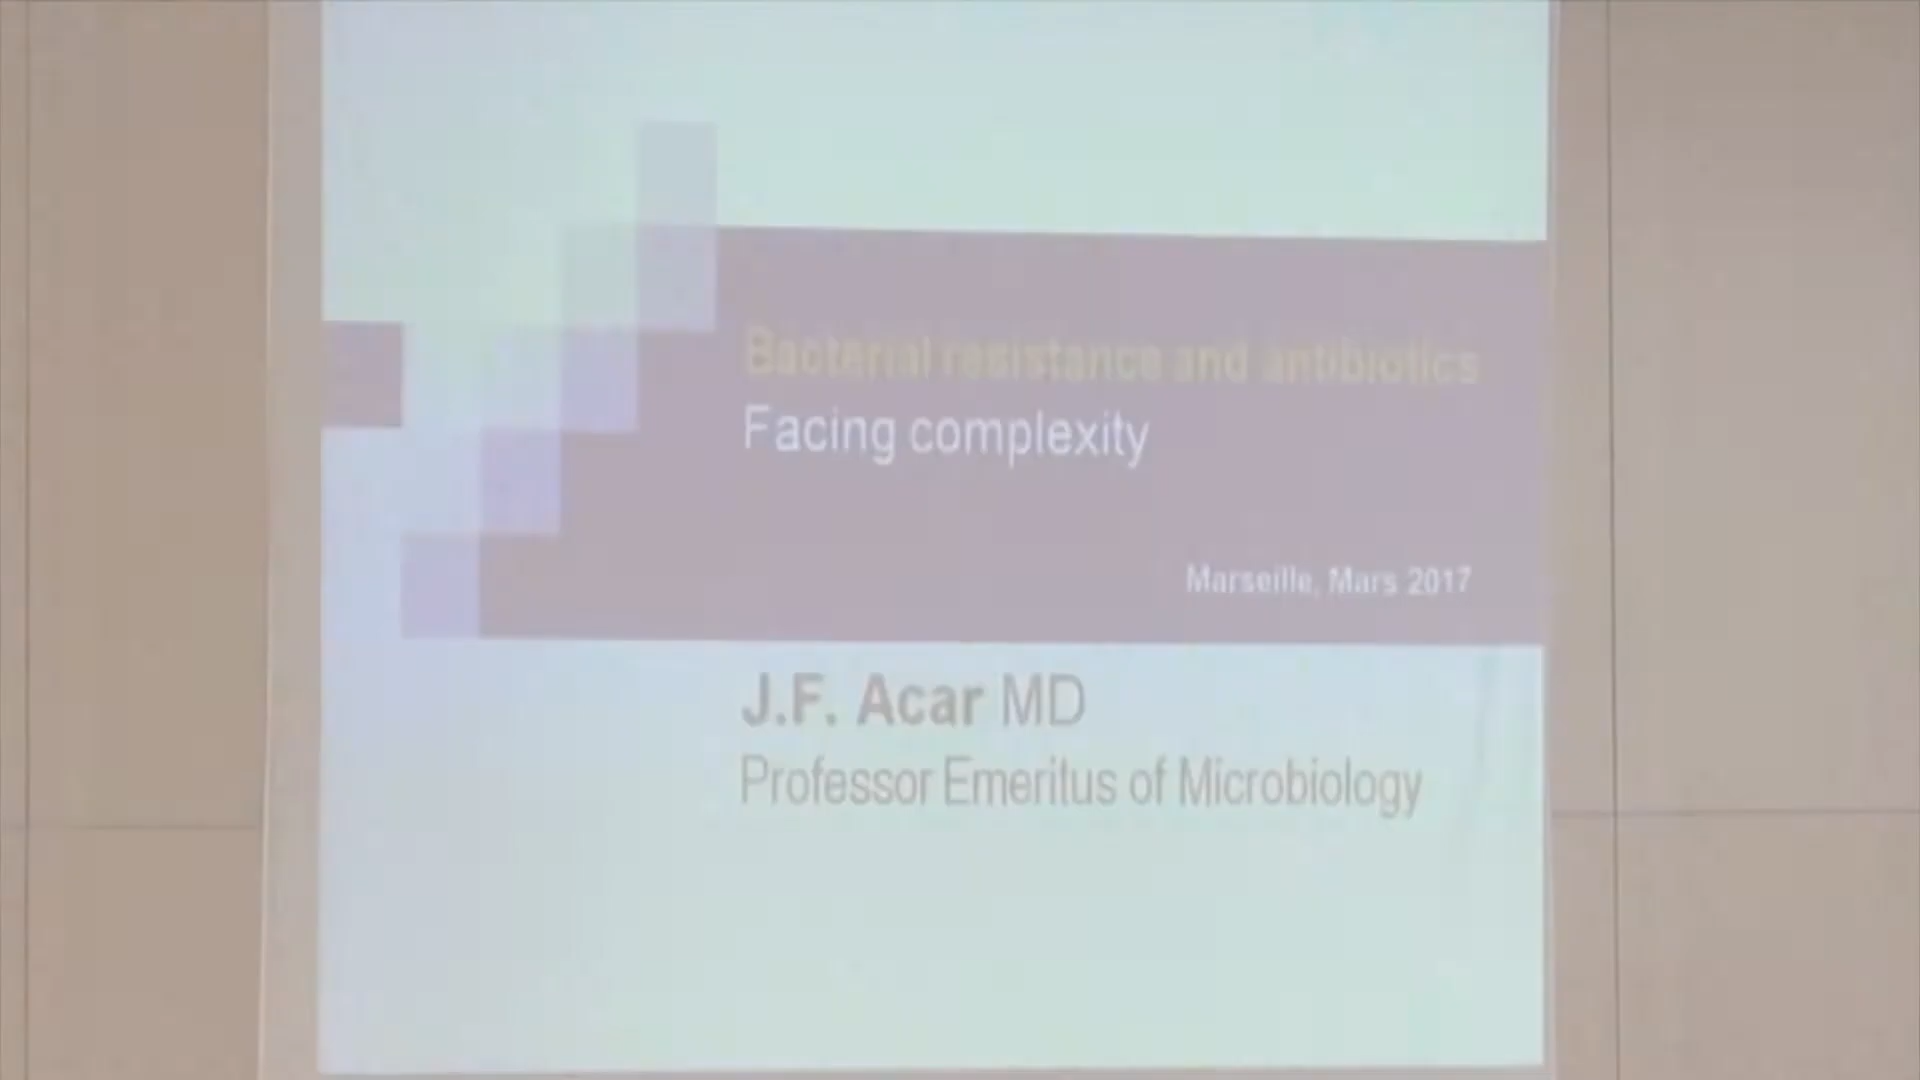 Bacterial resistance and antibiotics
Facing complexity
Marseille, Mars 2017
J.F. Acar MD
Professor Emeritus of Microbiology